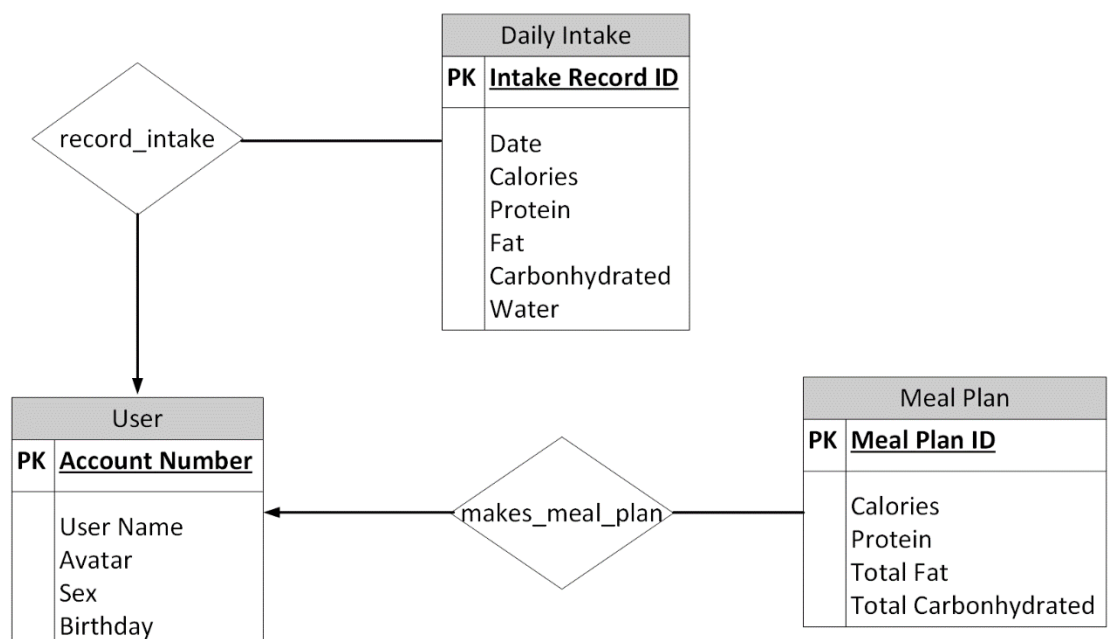 Daily Intake
PK Intake Record ID
Date
Calories
Protein
Fat
Carbonhydrated
Water
record_intake
User
PK Account Number
User Name
Avatar
Sex
Birthday
makes_meal_plan
Meal Plan
PK Meal Plan ID
Calories
Protein
Total Fat
Total Carbonhydrated